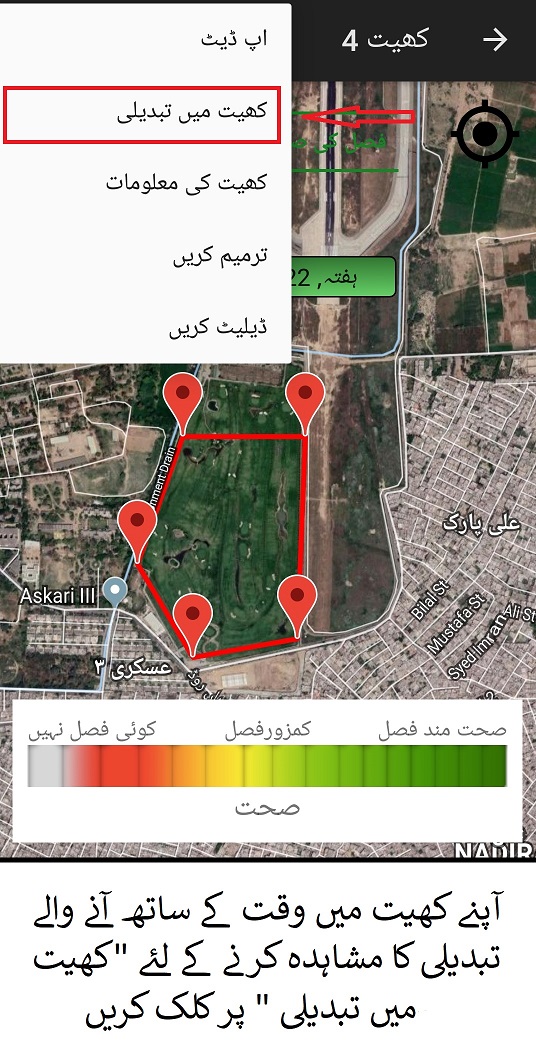 کھیت 4
اپ ڈیٹ
کھیت میں تبدیلی
کھیت کی معلومات
ترمیم کریں
ڈیلیٹ کریں
فصل کی
ہفتہ, 22
nment Drain
علی پارک
Askari III
عسکری ۳
Bilal St
Mustafa St
Ali St
Syed Imran
صحت مند فصل
کمزورفصل
کوئی فصل نہیں
صحت
NADIR
آپنے کھیت میں وقت کے ساتھ آنے والے
تبدیلی کا مشاہدہ کرنے کے لئے "کھیت
میں تبدیلی " پر کلک کریں